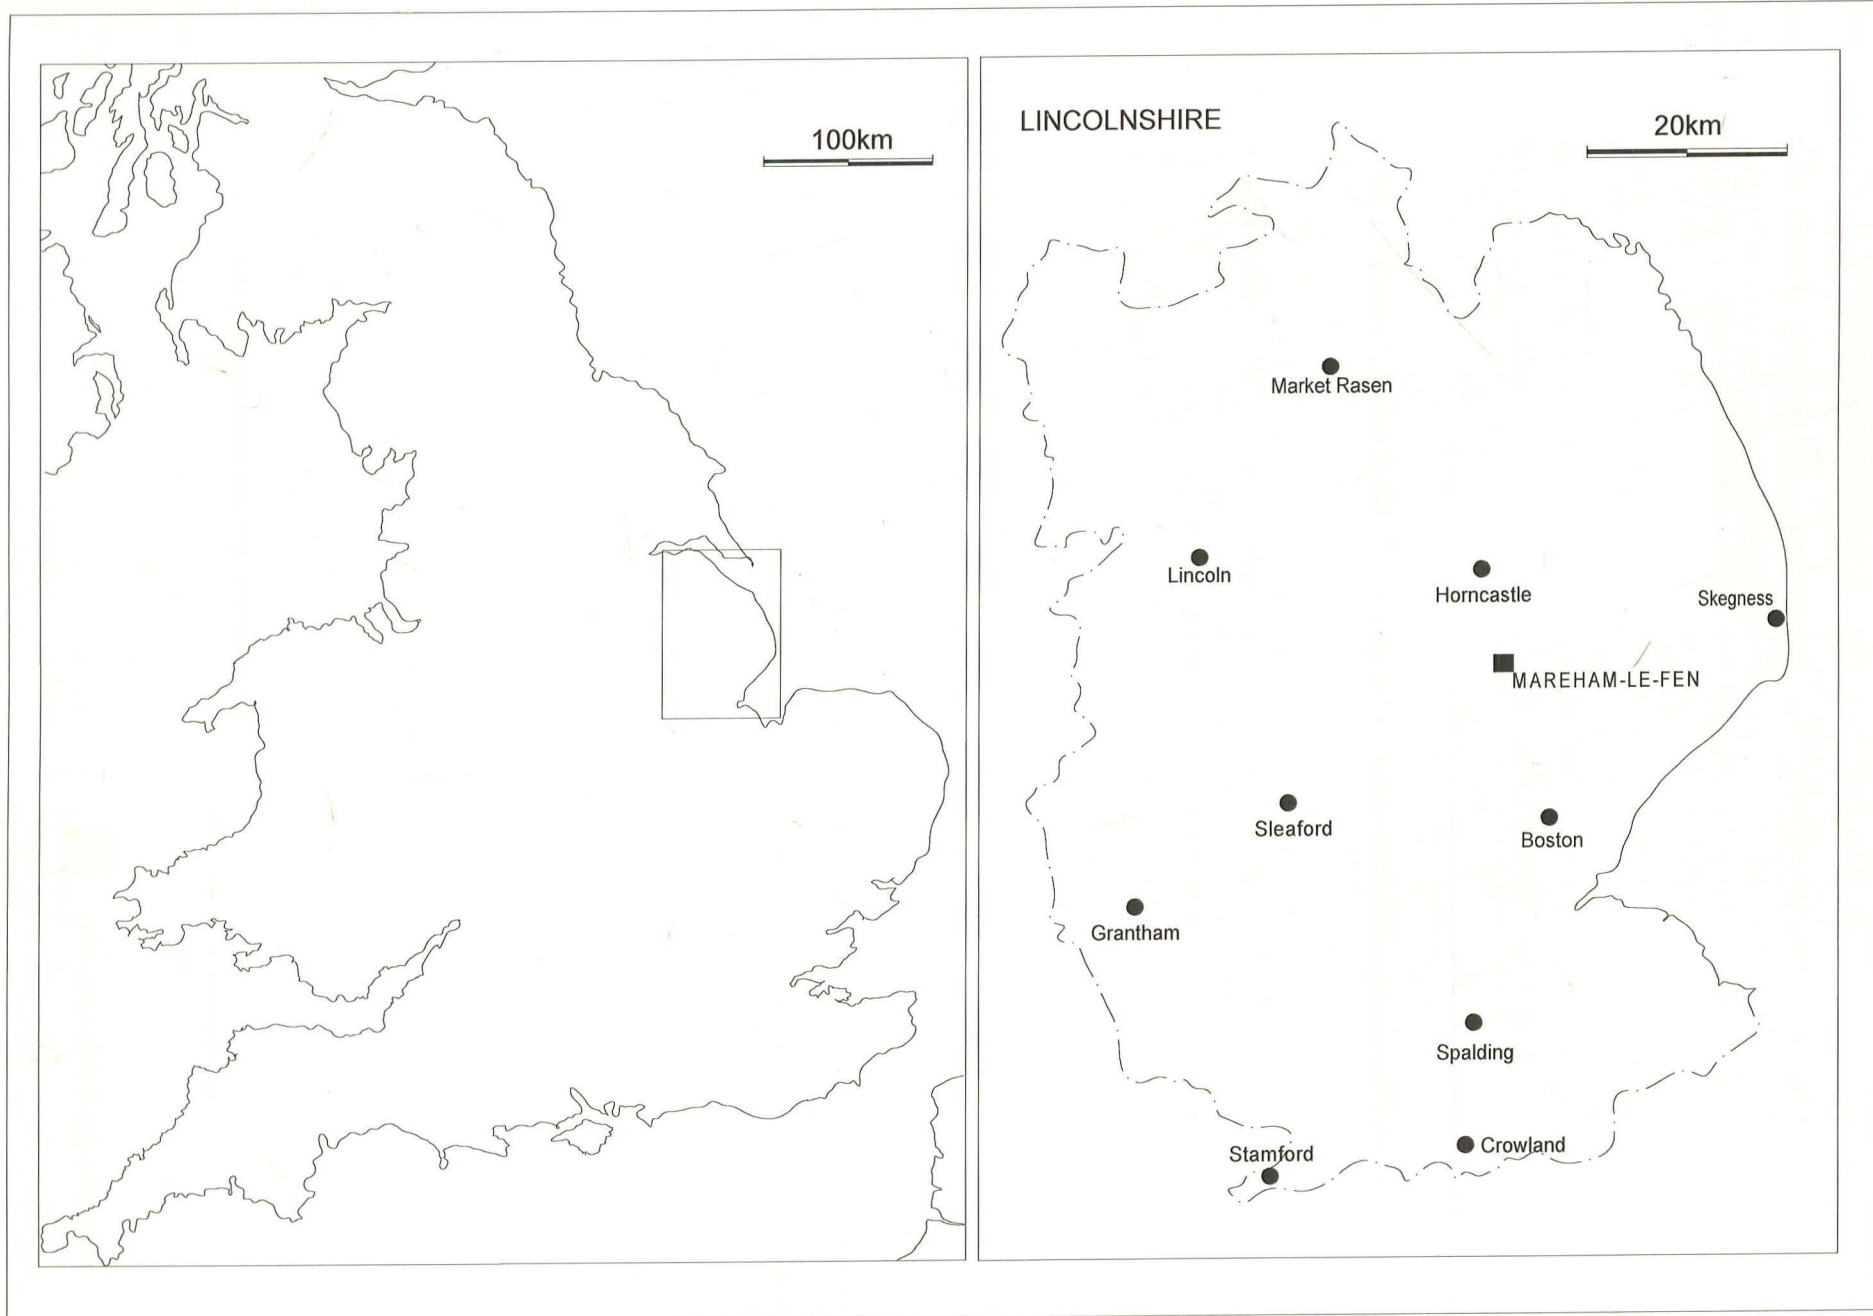 100km
LINCOLNSHIRE
20km
Market Rasen
Lincoln
Horncastle
Skegness
MAREHAM-LE-FEN
Sleaford
Boston
Grantham
Spalding
Stamford
Crowland